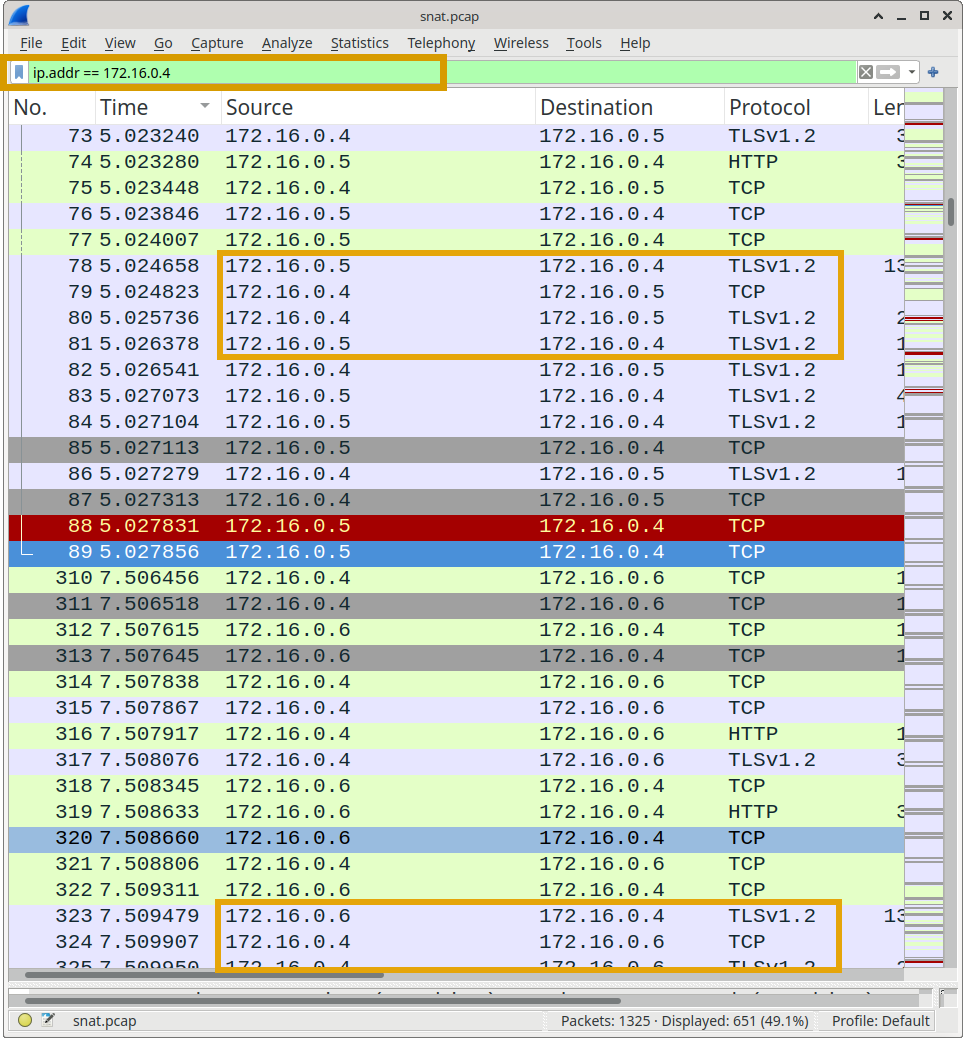 snat.pcap
File Edit View Go Capture Analyze Statistics Telephony Wireless Tools Help
ip.addr == 172.16.0.4
No. Time Source Destination Protocol
73 5.023240 172.16.0.4 172.16.0.5 TLSv1.2
74 5.023280 172.16.0.5 172.16.0.4 HTTP
75 5.023448 172.16.0.4 172.16.0.5 TCP
76 5.023846 172.16.0.5 172.16.0.4 TCP
77 5.024007 172.16.0.5 172.16.0.4 TCP
78 5.024658 172.16.0.5 172.16.0.4 TLSv1.2
79 5.024823 172.16.0.4 172.16.0.5 TCP
80 5.025736 172.16.0.4 172.16.0.5 TLSv1.2
81 5.026378 172.16.0.5 172.16.0.4 TLSv1.2
82 5.026541 172.16.0.4 172.16.0.5 TLSv1.2
83 5.027073 172.16.0.5 172.16.0.4 TLSv1.2
84 5.027104 172.16.0.5 172.16.0.4 TLSv1.2
85 5.027113 172.16.0.5 172.16.0.4 TCP
86 5.027279 172.16.0.4 172.16.0.5 TLSv1.2
87 5.027313 172.16.0.4 172.16.0.5 TCP
88 5.027831 172.16.0.5 172.16.0.4 TCP
89 5.027856 172.16.0.5 172.16.0.4 TCP
310 7.506456 172.16.0.4 172.16.0.6 TCP
311 7.506518 172.16.0.4 172.16.0.6 TCP
312 7.507615 172.16.0.6 172.16.0.4 TCP
313 7.507645 172.16.0.6 172.16.0.4 TCP
314 7.507838 172.16.0.4 172.16.0.6 TCP
315 7.507867 172.16.0.4 172.16.0.6 TCP
316 7.507917 172.16.0.4 172.16.0.6 HTTP
317 7.508076 172.16.0.4 172.16.0.6 TLSv1.2
318 7.508345 172.16.0.6 172.16.0.4 TCP
319 7.508633 172.16.0.6 172.16.0.4 HTTP
320 7.508660 172.16.0.6 172.16.0.4 TCP
321 7.508806 172.16.0.4 172.16.0.6 TCP
322 7.509311 172.16.0.6 172.16.0.4 TCP
323 7.509479 172.16.0.6 172.16.0.4 TLSv1.2
324 7.509907 172.16.0.4 172.16.0.6 TCP
325 7.509950 172.16.0.4 172.16.0.6 TLSv1.2
snat.pcap Packets: 1325 · Displayed: 651 (49.1%) Profile: Default